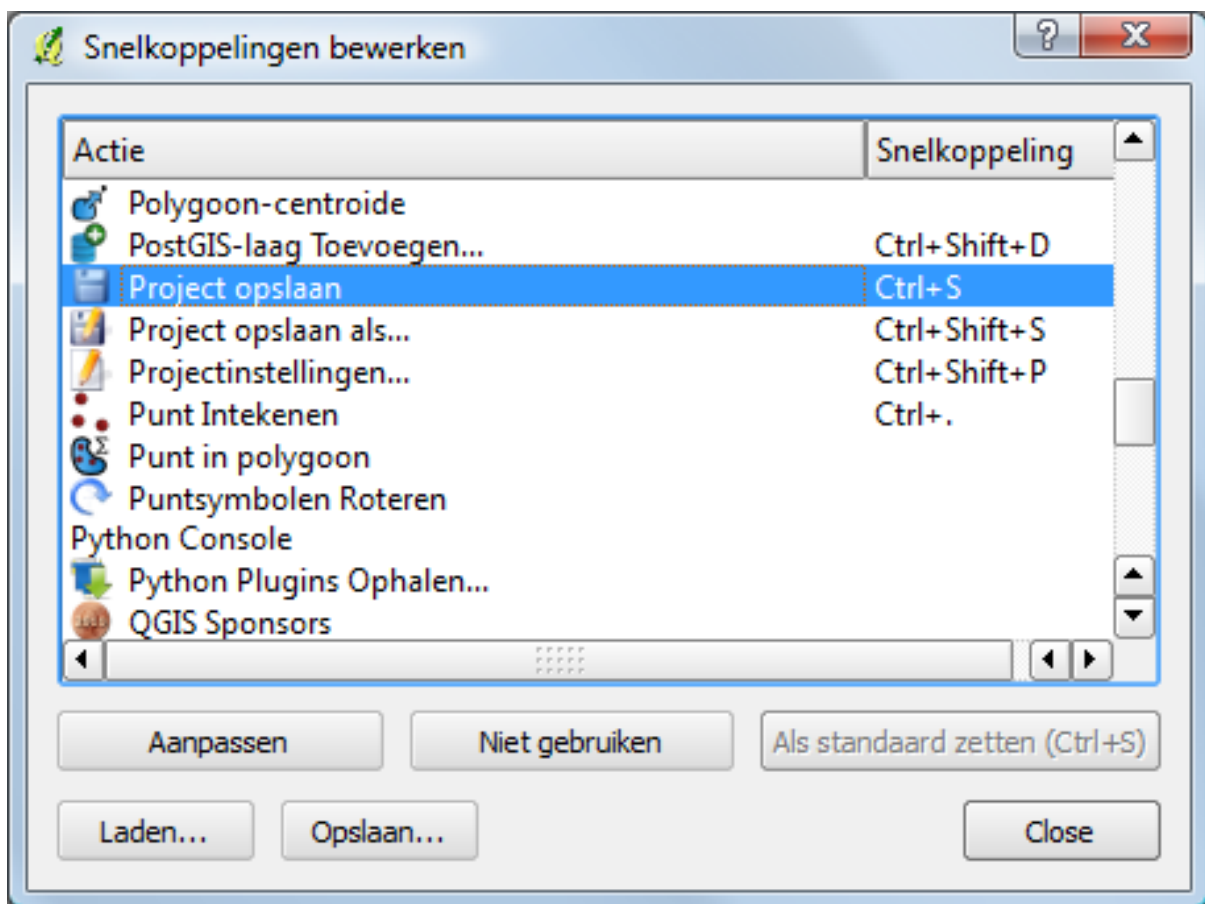 Snelkoppelingen bewerken
Actie Snelkoppeling
Polygoon-centroide
PostGIS-laag Toevoegen... Ctrl+Shift+D
Project opslaan Ctrl+S
Project opslaan als... Ctrl+Shift+S
Projectinstellingen... Ctrl+Shift+P
Punt Intekenen Ctrl+.
Punt in polygoon
Puntsymbolen Roteren
Python Console
Python Plugins Ophalen...
QGIS Sponsors
Aanpassen Niet gebruiken Als standaard zetten (Ctrl+S)
Laden... Opslaan... Close